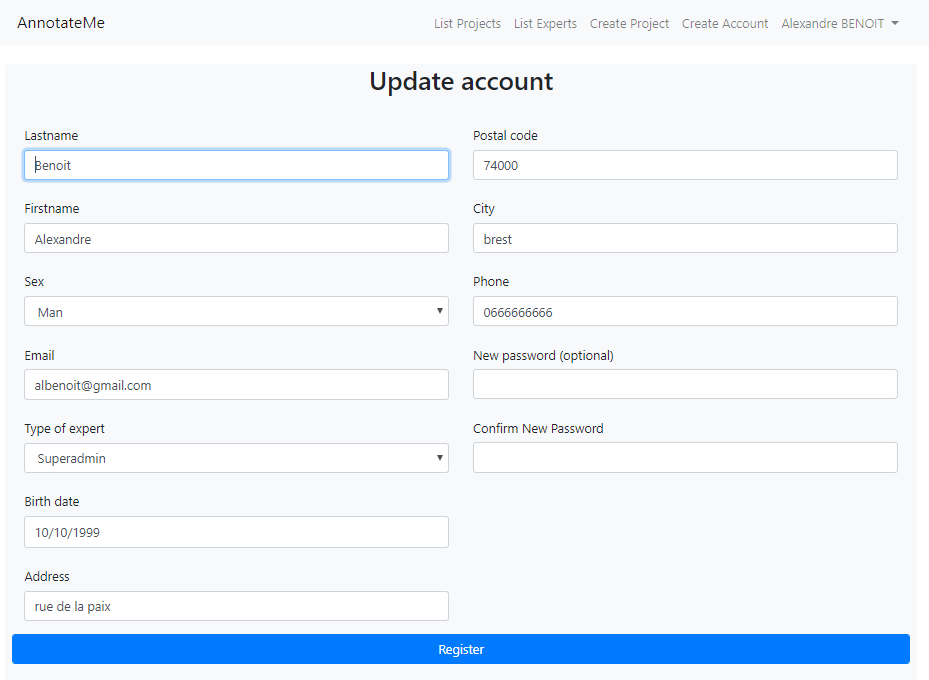 AnnotateMe List Projects List Experts Create Project Create Account Alexandre BENOIT
Update account
Lastname
Benoit
Firstname
Alexandre
Sex
Man
Email
albenoit@gmail.com
Type of expert
Superadmin
Birth date
10/10/1999
Address
rue de la paix
Postal code
74000
City
brest
Phone
0666666666
New password (optional)
Confirm New Password
Register